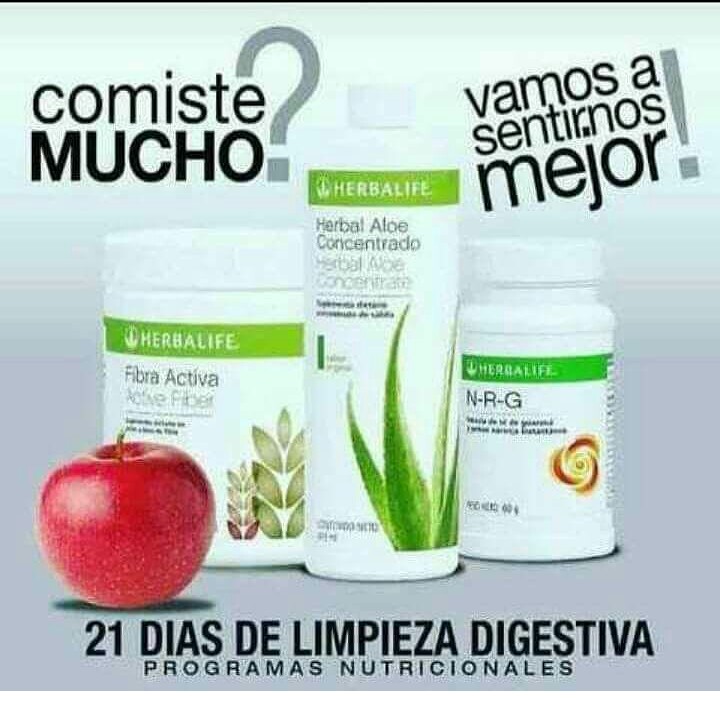 comiste
MUCHO?
vamos a
sentirnos
mejor!
HERBALIFE
Herbal Aloe
Concentrado
Herbal Aloe
Concentrate
HERBALIFE
Fibra Activa
Active Fiber
HERBALIFE
N-R-G
21 DIAS DE LIMPIEZA DIGESTIVA
PROGRAMAS NUTRICIONALES